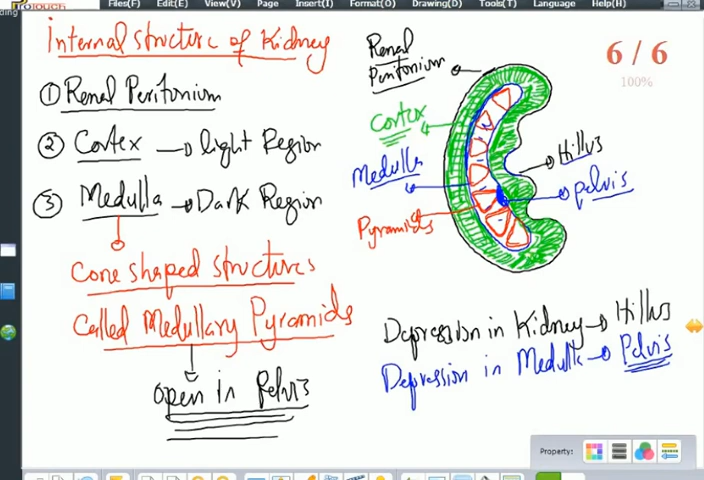 Files(F) Edit(E) View(V) Page Insert(I) Format(O) Drawing(D) Tools(T) Language Help(H)
Internal structure of Kidney
① Renal Peritonium
② Cortex → light Region
③ Medulla → Dark Region
Cone shaped structures
Called Medullary Pyramids
open in Pelvis
Renal
Peritonium
Cortex
Medulla
Pyramids
Hillus
pelvis
6 / 6
100%
Depression in Kidney → Hillus
Depression in Medulla → Pelvis
Property: